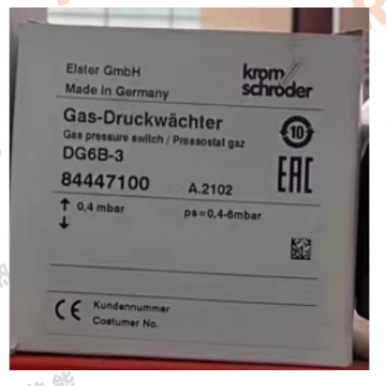 Elster GmbH
Made in Germany
krom//
schröder
Gas-Druckwächter
Gas pressure switch / Pressostat gaz
DG6B-3
10
EAC
84447100 A.2102
↑ 0,4 mbar ps=0,4-6mbar
↓
CE Kundennummer
Costumer No.